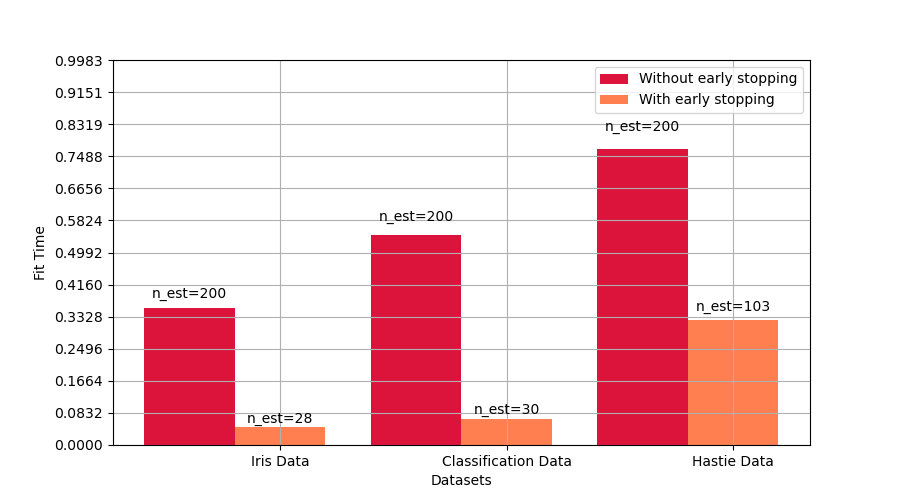 0.9983
0.9151
0.8319
0.7488
0.6656
0.5824
0.4992
0.4160
0.3328
0.2496
0.1664
0.0832
0.0000
Fit Time
Without early stopping
With early stopping
n_est=200
n_est=200
n_est=200
n_est=103
n_est=28
n_est=30
Iris Data
Classification Data
Hastie Data
Datasets